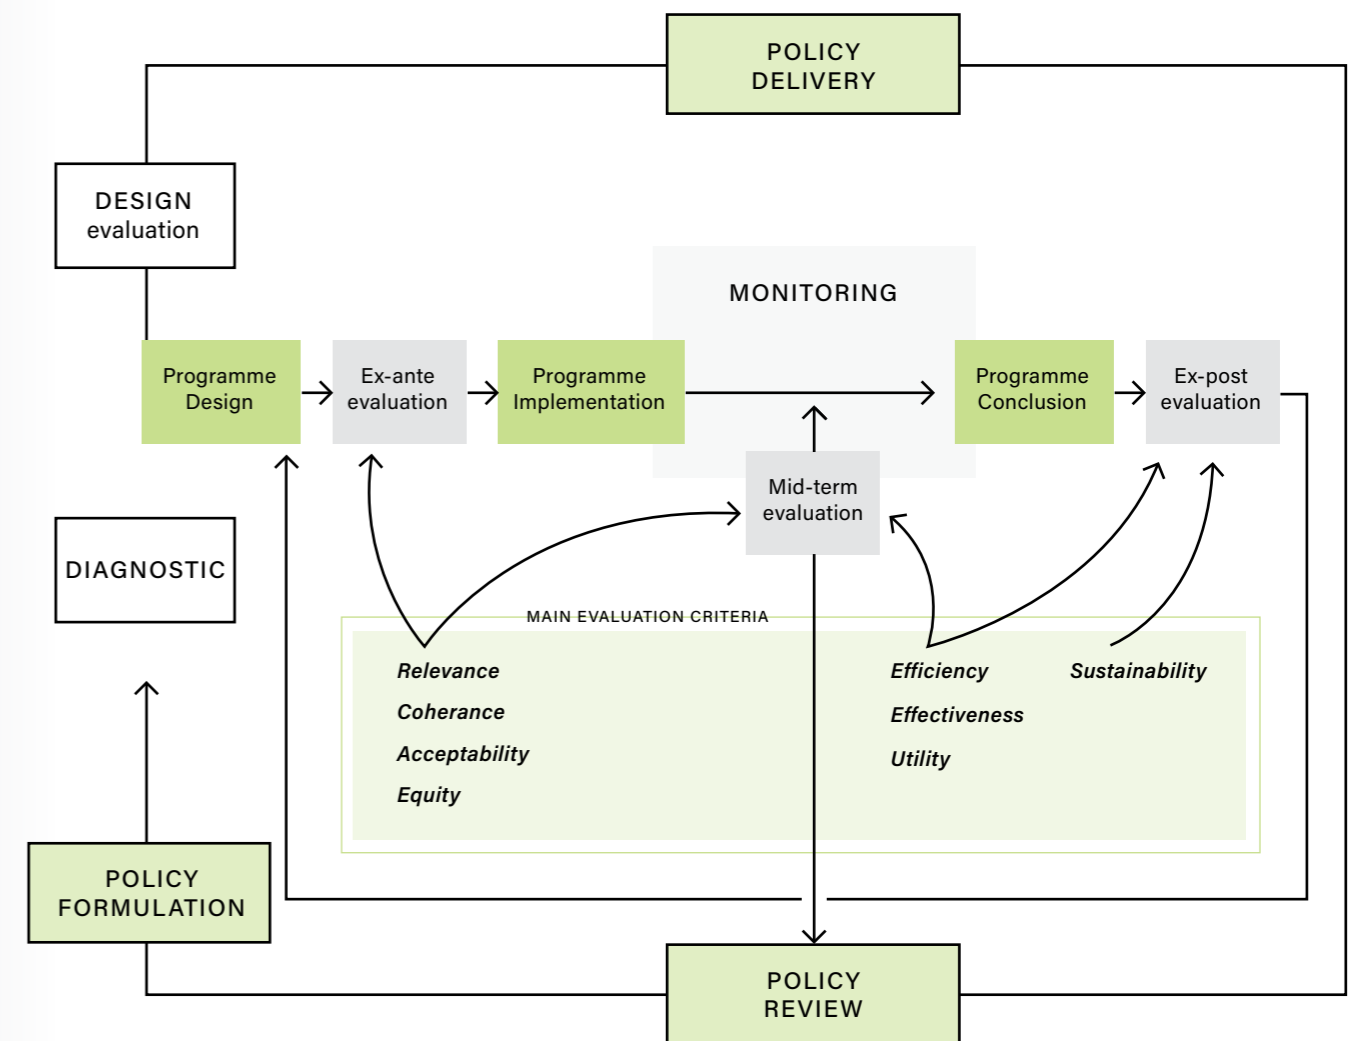 POLICY
DELIVERY
DESIGN
evaluation
MONITORING
Programme
Design
Ex-ante
evaluation
Programme
Implementation
Programme
Conclusion
Ex-post
evaluation
Mid-term
evaluation
DIAGNOSTIC
MAIN EVALUATION CRITERIA
Relevance
Coherance
Acceptability
Equity
Efficiency
Effectiveness
Utility
Sustainability
POLICY
FORMULATION
POLICY
REVIEW